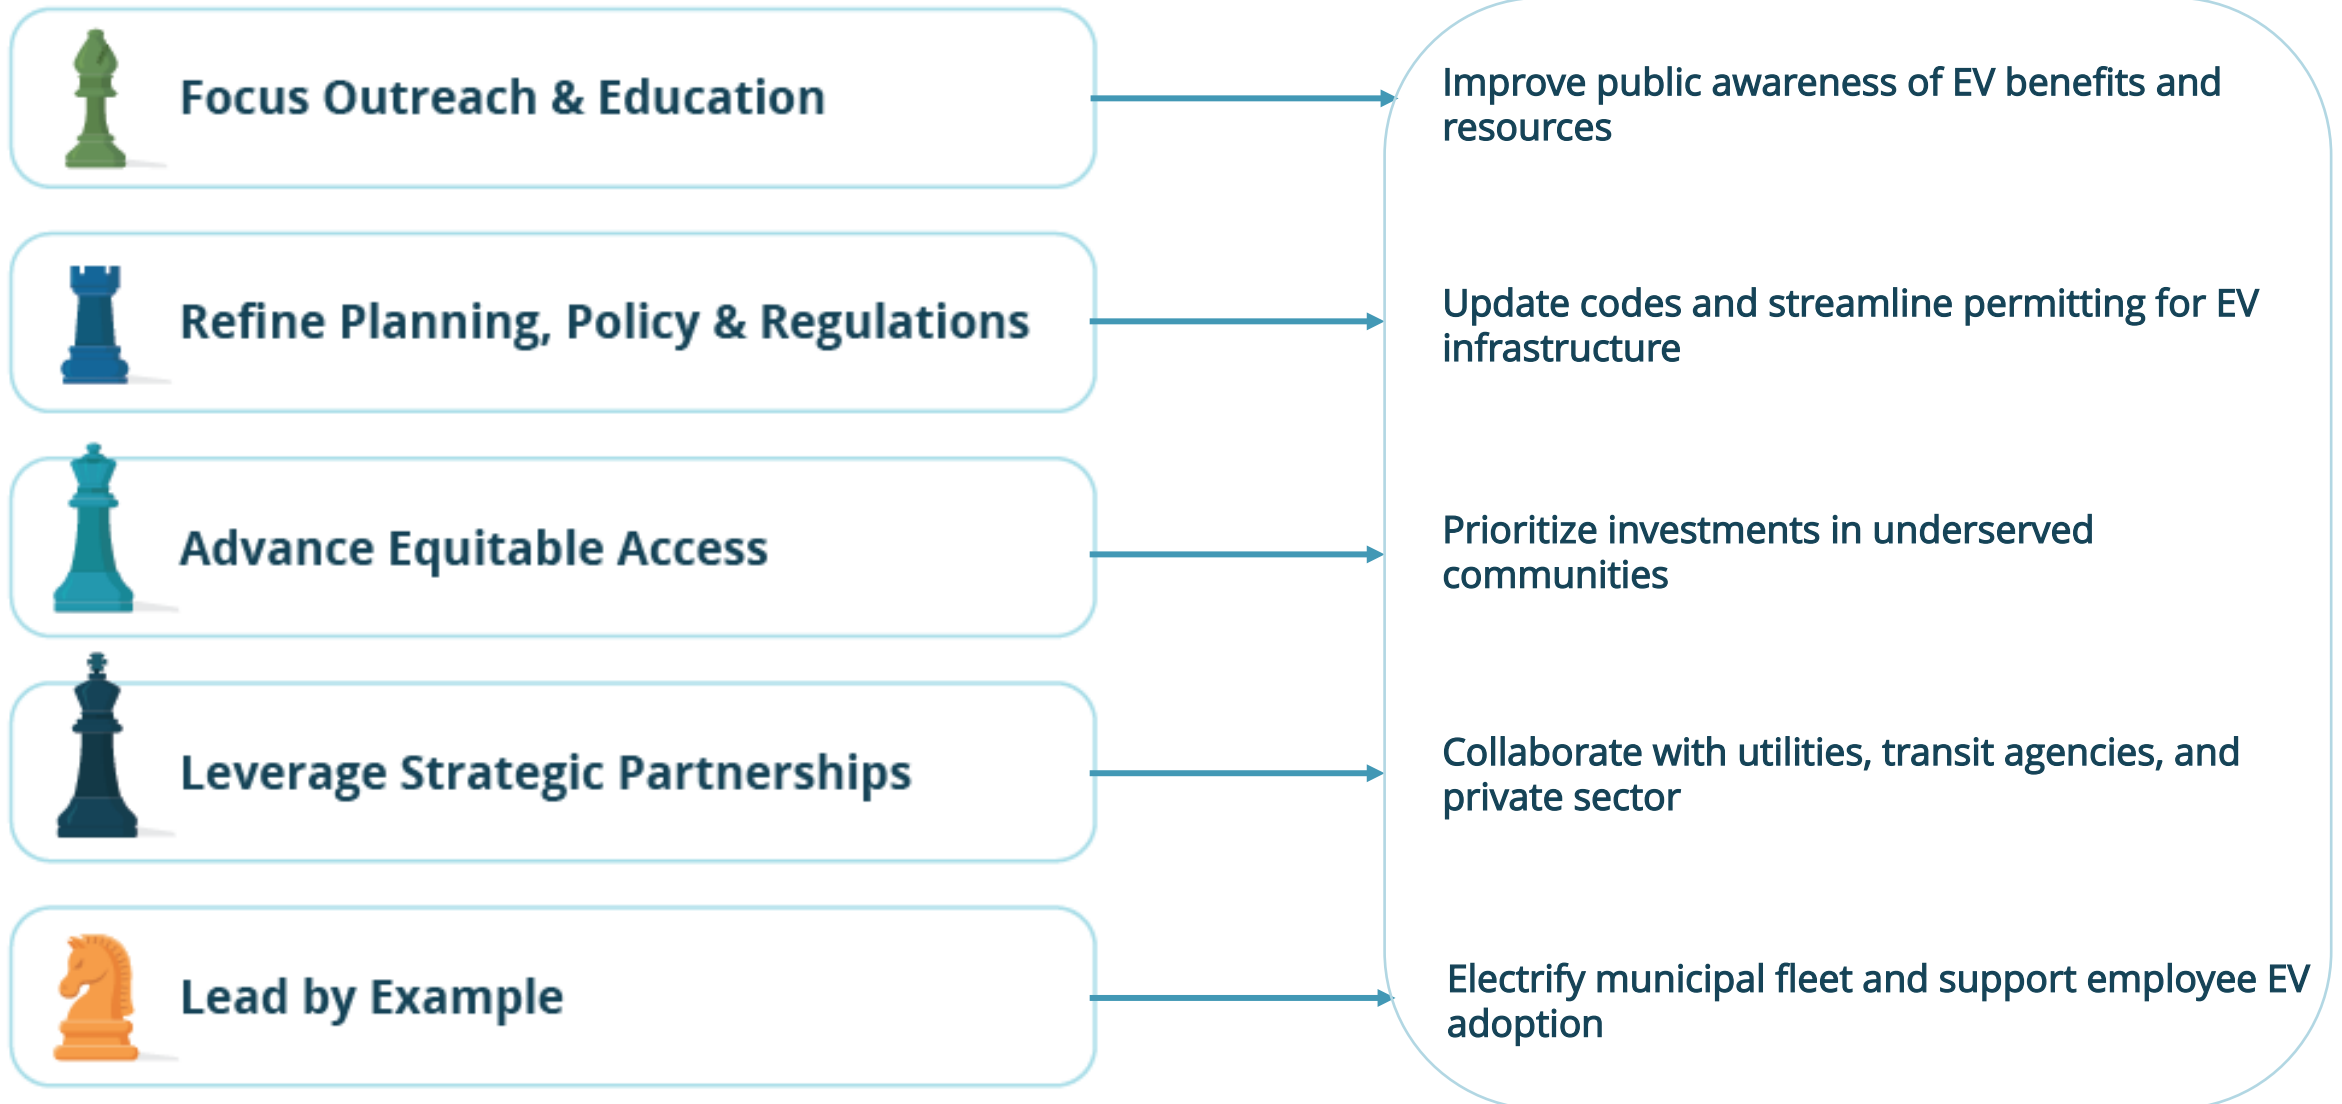 Focus Outreach & Education
Improve public awareness of EV benefits and
resources
Refine Planning, Policy & Regulations
Update codes and streamline permitting for EV
infrastructure
Advance Equitable Access
Prioritize investments in underserved
communities
Leverage Strategic Partnerships
Collaborate with utilities, transit agencies, and
private sector
Lead by Example
Electrify municipal fleet and support employee EV
adoption